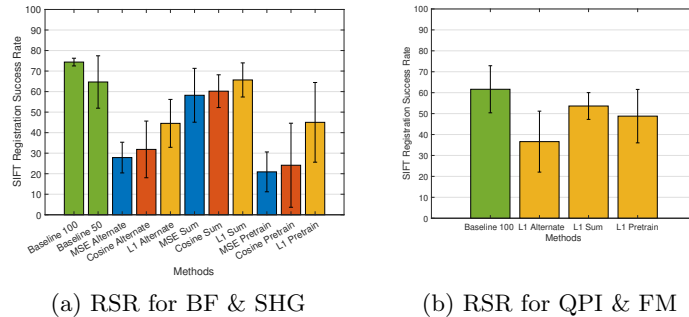 SIFT Registration Success Rate
100
90
80
70
60
50
40
30
20
10
0
Baseline 100
Baseline 50
MSE Alternate
Cosine Alternate
L1 Alternate
MSE Sum
Cosine Sum
L1 Sum
MSE Pretrain
Cosine Pretrain
L1 Pretrain
Methods
(a) RSR for BF & SHG
SIFT Registration Success Rate
100
90
80
70
60
50
40
30
20
10
0
Baseline 100 L1 Alternate L1 Sum L1 Pretrain
Methods
(b) RSR for QPI & FM